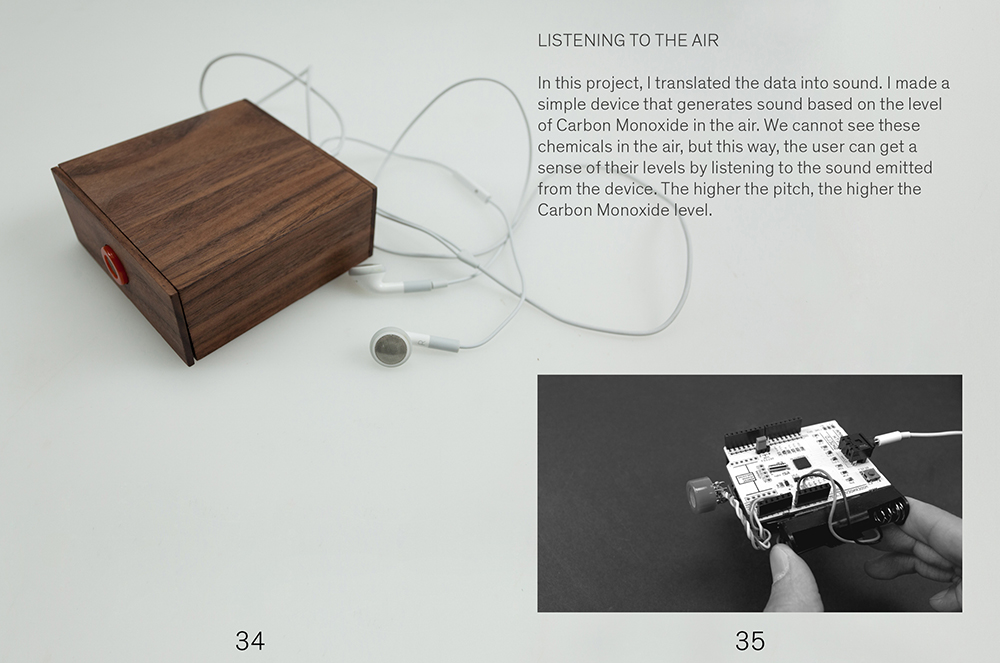 LISTENING TO THE AIR
In this project, I translated the data into sound. I made a
simple device that generates sound based on the level
of Carbon Monoxide in the air. We cannot see these
chemicals in the air, but this way, the user can get a
sense of their levels by listening to the sound emitted
from the device. The higher the pitch, the higher the
Carbon Monoxide level.
34
35